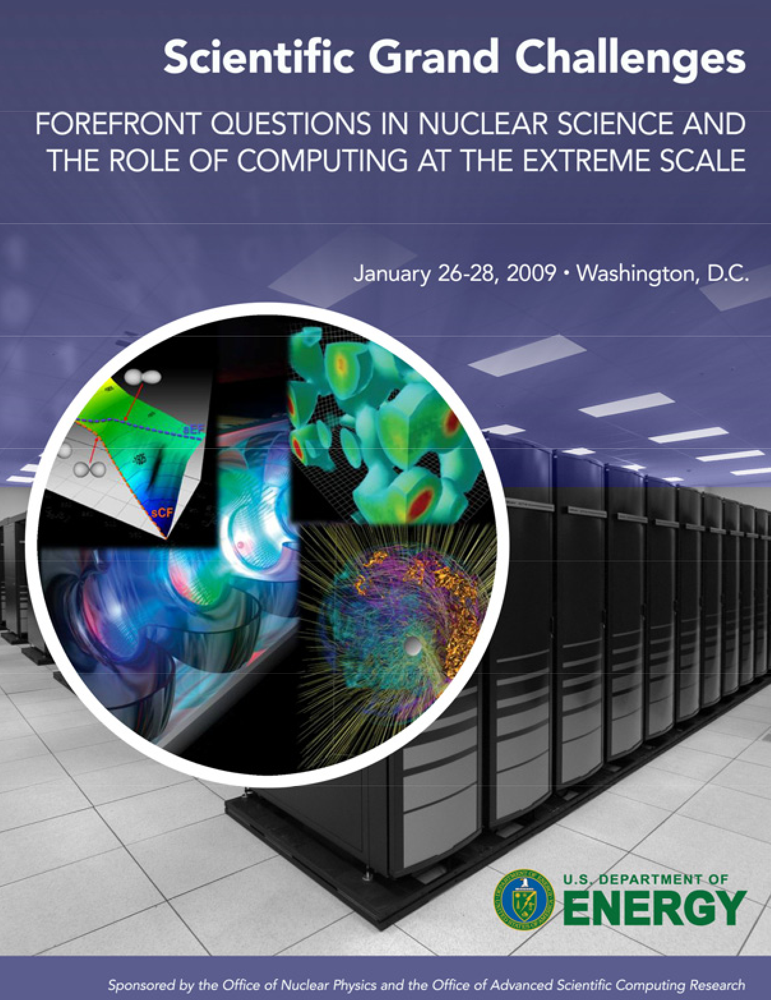 Scientific Grand Challenges
FOREFRONT QUESTIONS IN NUCLEAR SCIENCE AND
THE ROLE OF COMPUTING AT THE EXTREME SCALE
January 26-28, 2009 • Washington, D.C.
sEF
sCF
U.S. DEPARTMENT OF
ENERGY
Sponsored by the Office of Nuclear Physics and the Office of Advanced Scientific Computing Research